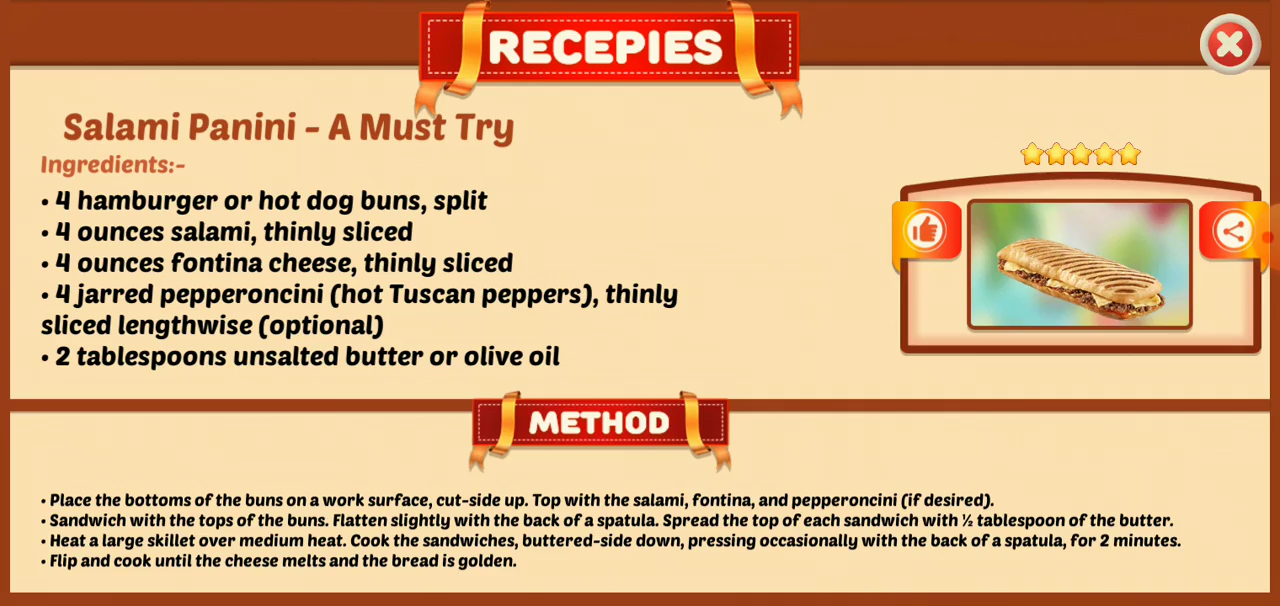 RECEPIES
Salami Panini - A Must Try
Ingredients:-
• 4 hamburger or hot dog buns, split
• 4 ounces salami, thinly sliced
• 4 ounces fontina cheese, thinly sliced
• 4 jarred pepperoncini (hot Tuscan peppers), thinly
sliced lengthwise (optional)
• 2 tablespoons unsalted butter or olive oil
METHOD
• Place the bottoms of the buns on a work surface, cut-side up. Top with the salami, fontina, and pepperoncini (if desired).
• Sandwich with the tops of the buns. Flatten slightly with the back of a spatula. Spread the top of each sandwich with ½ tablespoon of the butter.
• Heat a large skillet over medium heat. Cook the sandwiches, buttered-side down, pressing occasionally with the back of a spatula, for 2 minutes.
• Flip and cook until the cheese melts and the bread is golden.